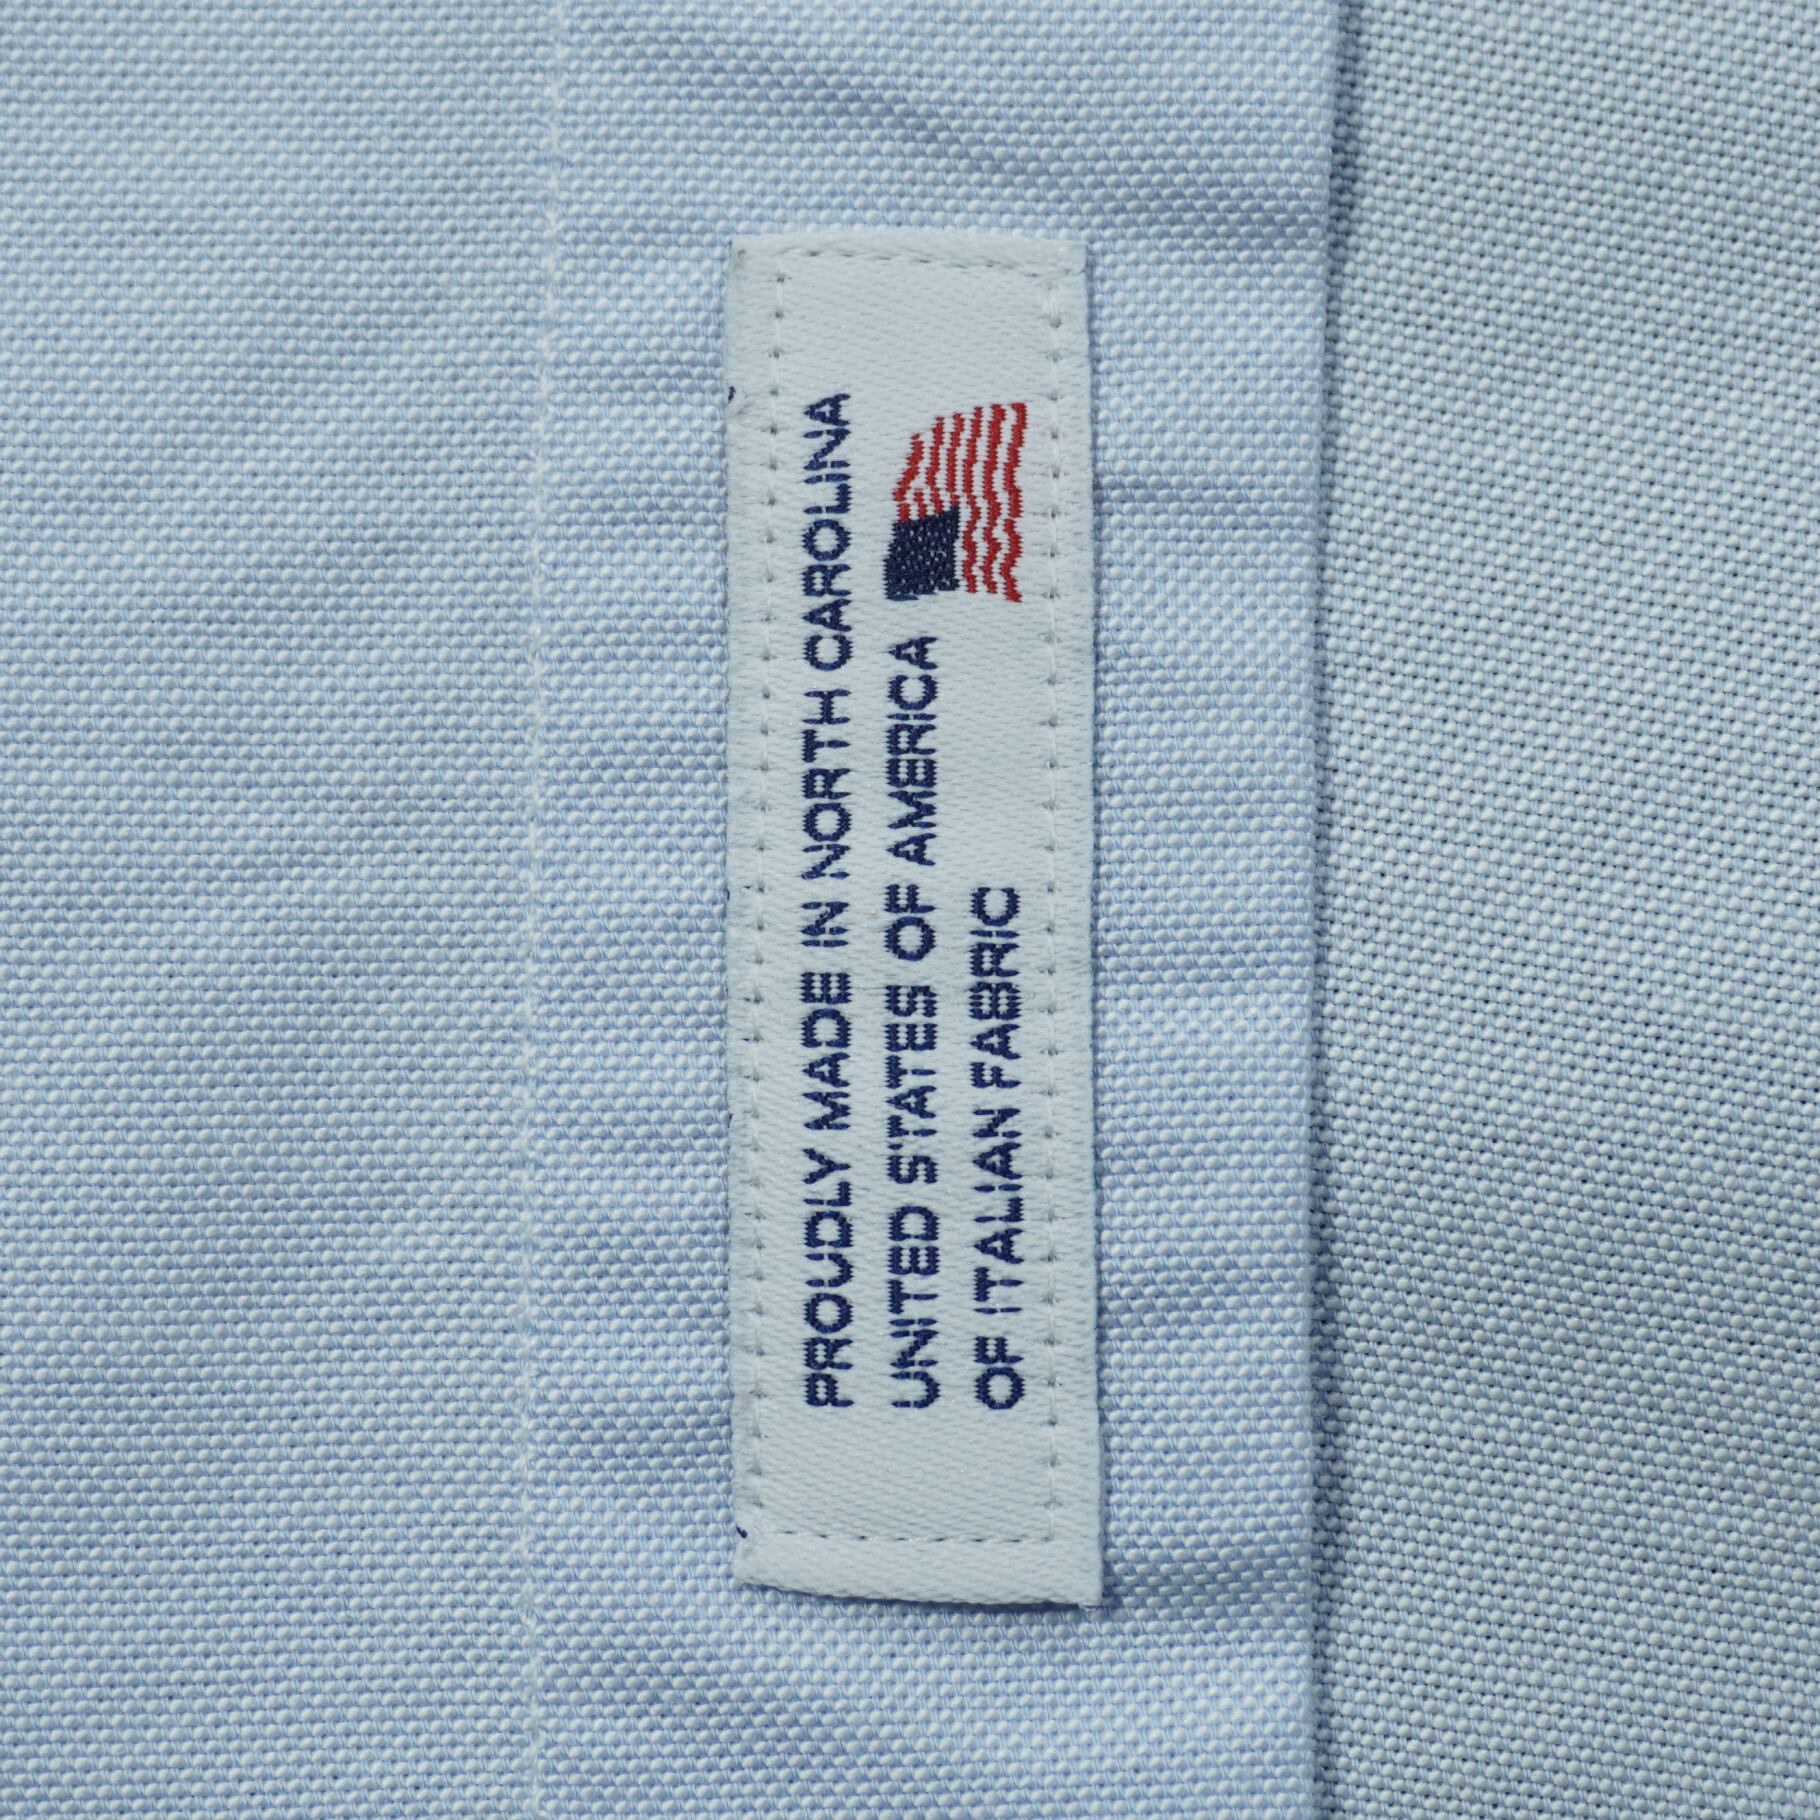 PROUDLY MADE IN NORTH CAROLINA
UNITED STATES OF AMERICA
OF ITALIAN FABRIC